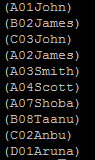 (A01John)
(B02James)
(C03John)
(A02James)
(A03Smith)
(A04Scott)
(A07Shoba)
(B08Taanu)
(C02Anbu)
(D01Aruna)